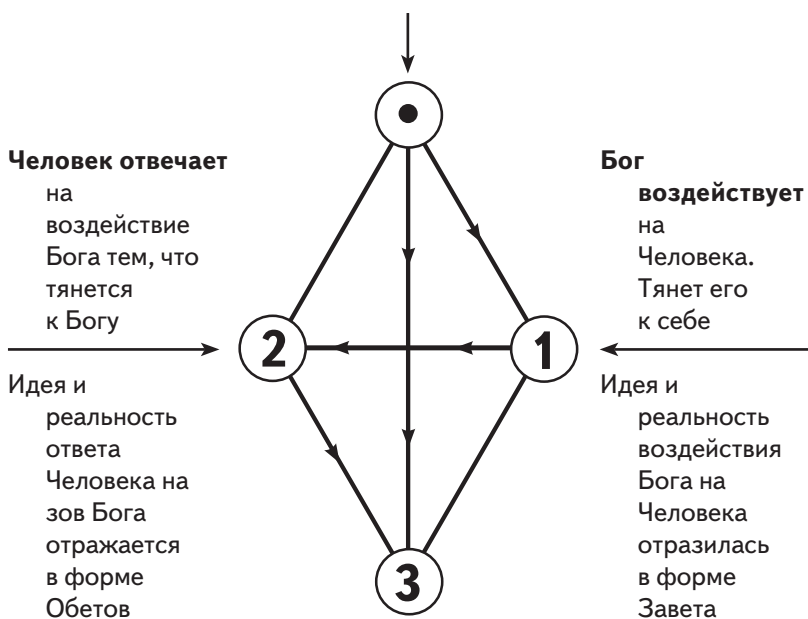 Человек отвечает
на
воздействие
Бога тем, что
тянется
к Богу
Бог
воздействует
на
Человека.
Тянет его
к себе
2
1
Идея и
реальность
ответа
Человека на
зов Бога
отражается
в форме
Обетов
Идея и
реальность
воздействия
Бога на
Человека
отразилась
в форме
Завета
3